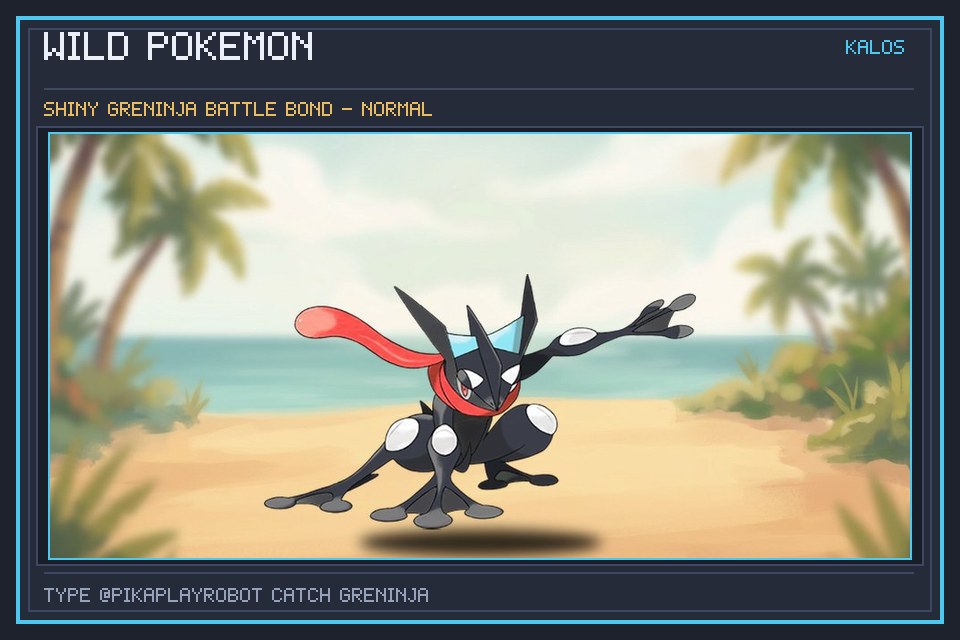 WILD POKEMON
KALOS
SHINY GRENINJA BATTLE BOND - NORMAL
TYPE @PIKAPLAYROBOT CATCH GRENINJA